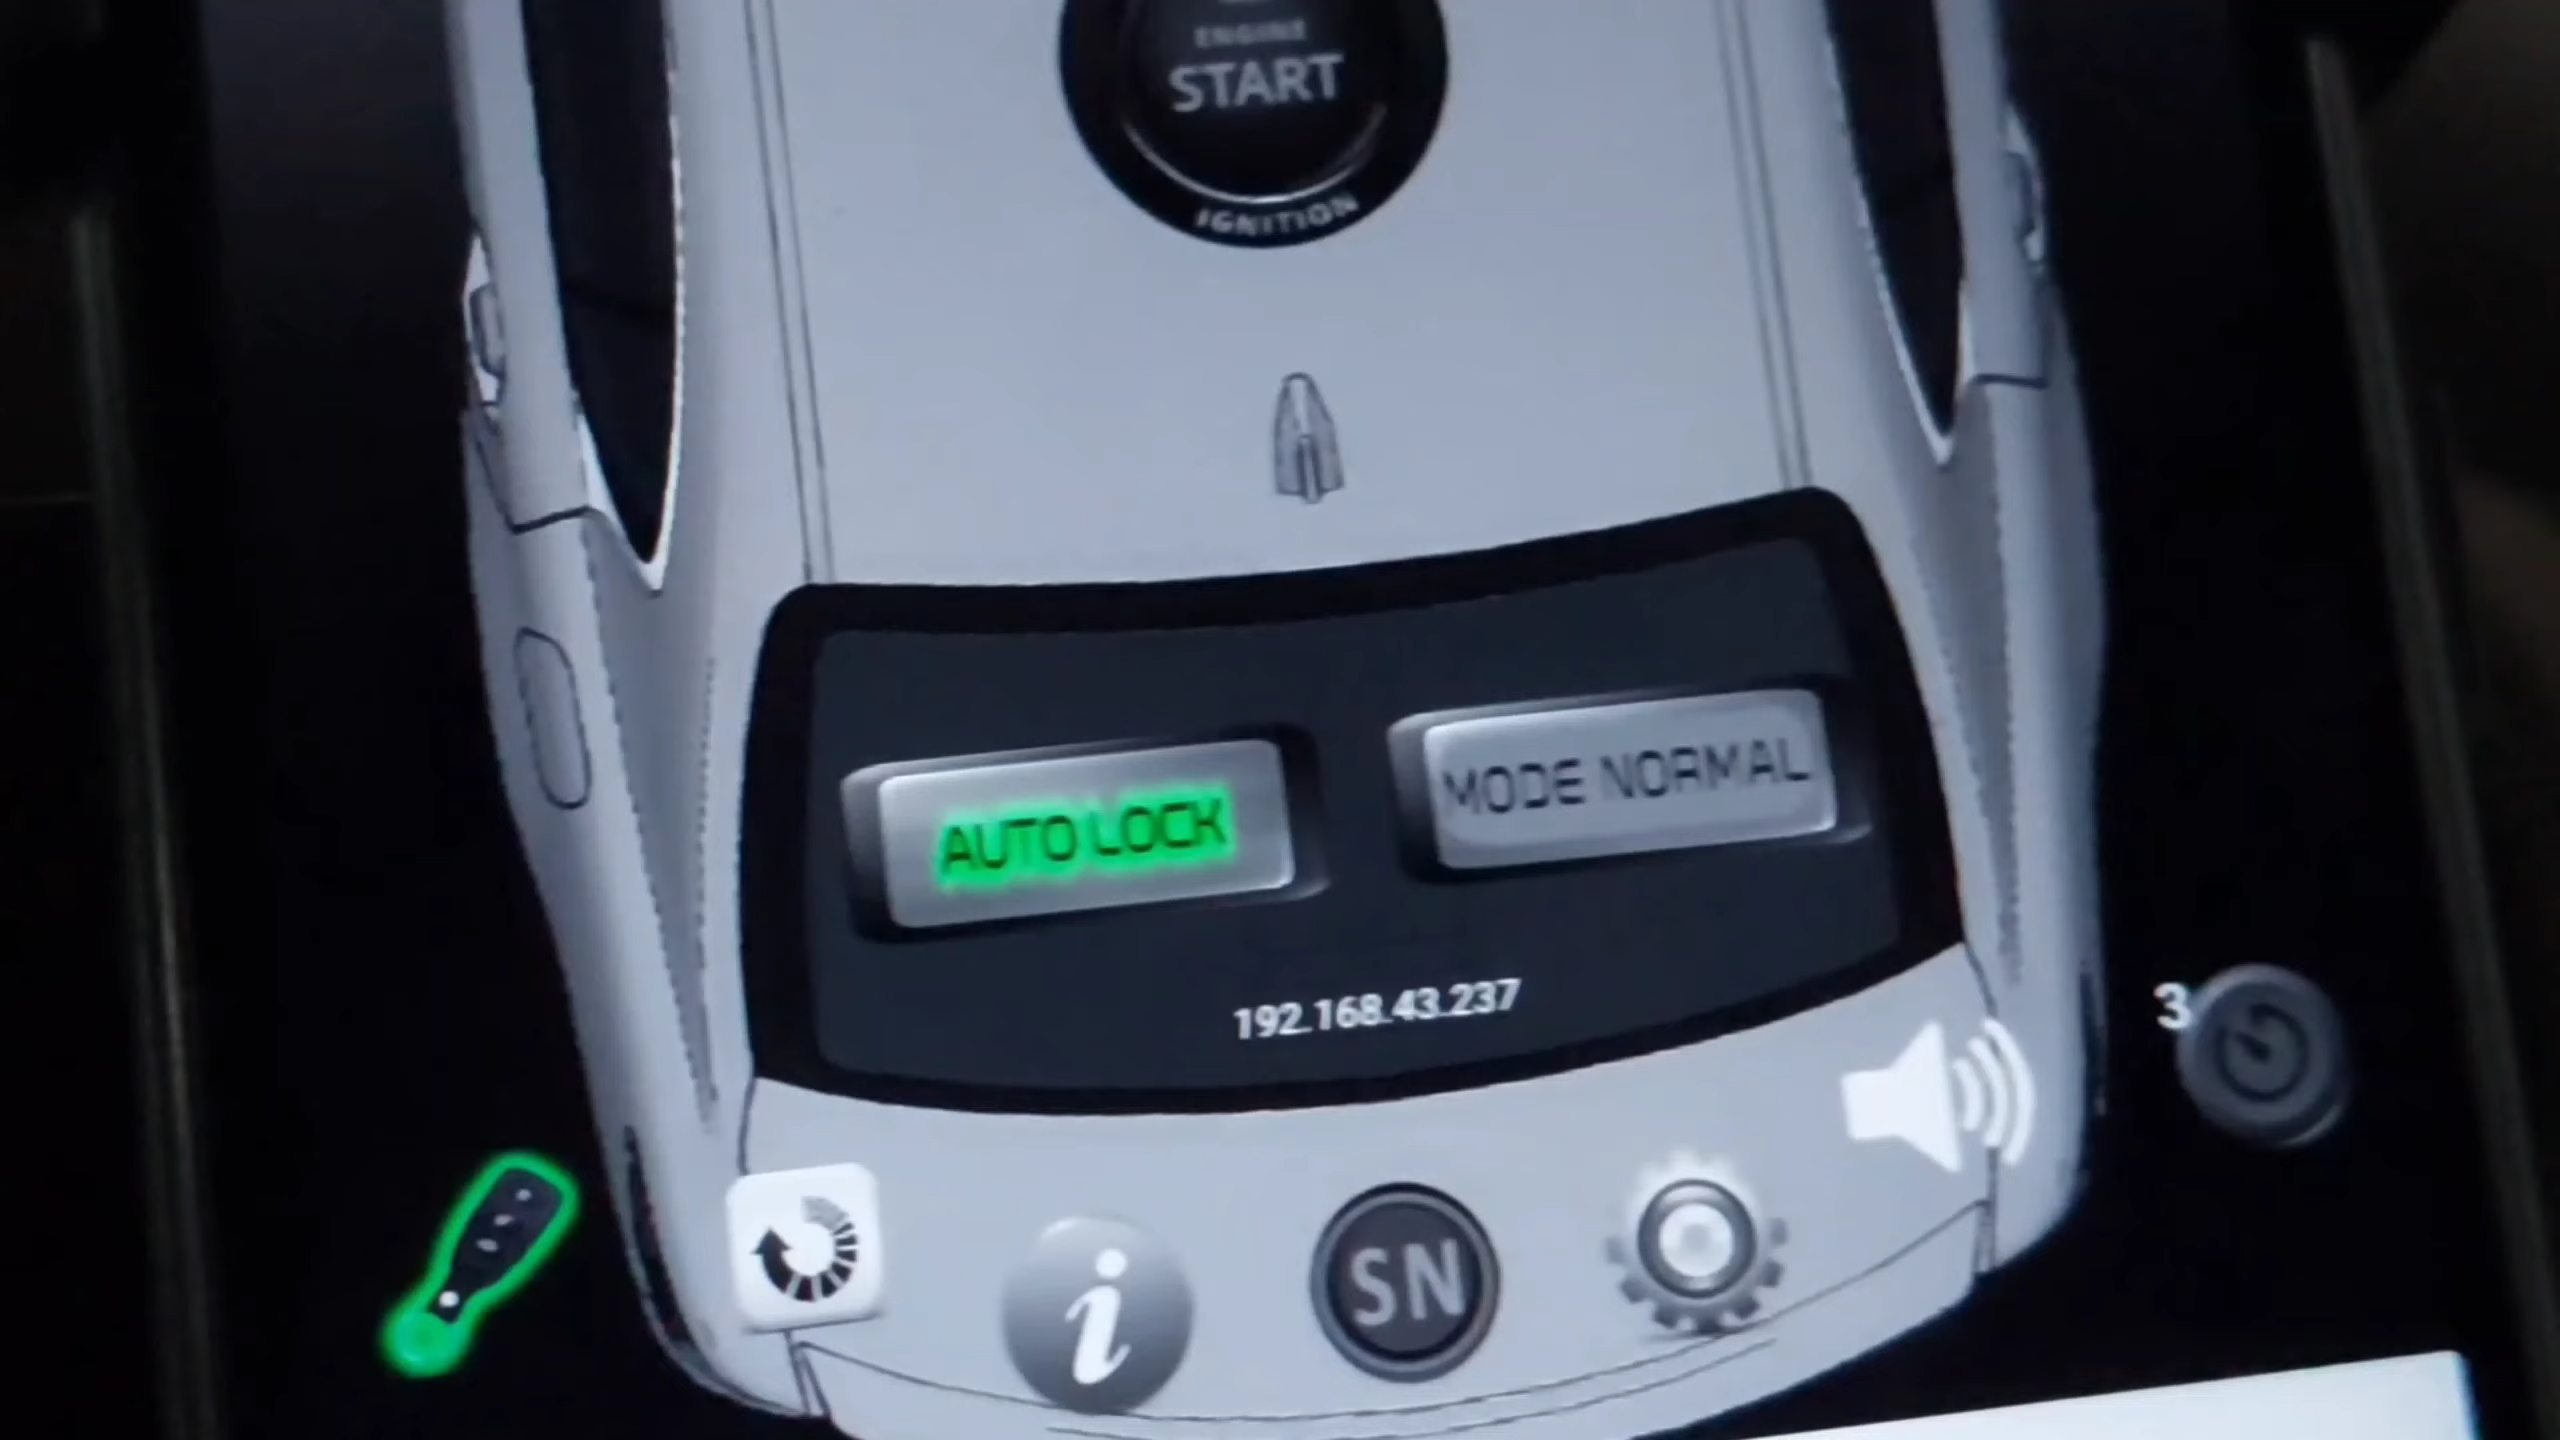 ENGINE
START
IGNITION
AUTO LOCK
MODE NORMAL
192.168.43.237
3
i
SN